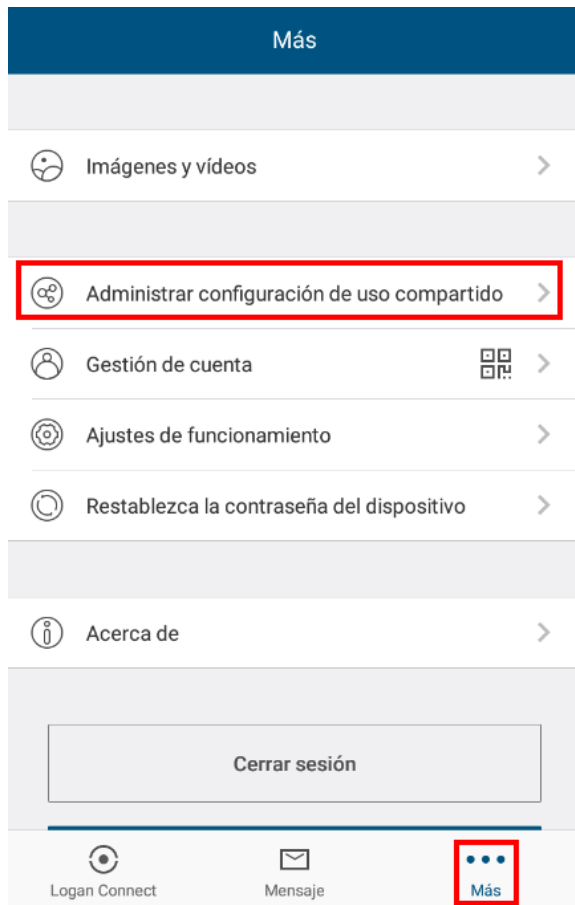 Más
Imágenes y vídeos
Administrar configuración de uso compartido
Gestión de cuenta
Ajustes de funcionamiento
Restablezca la contraseña del dispositivo
Acerca de
Cerrar sesión
Logan Connect
Mensaje
Más